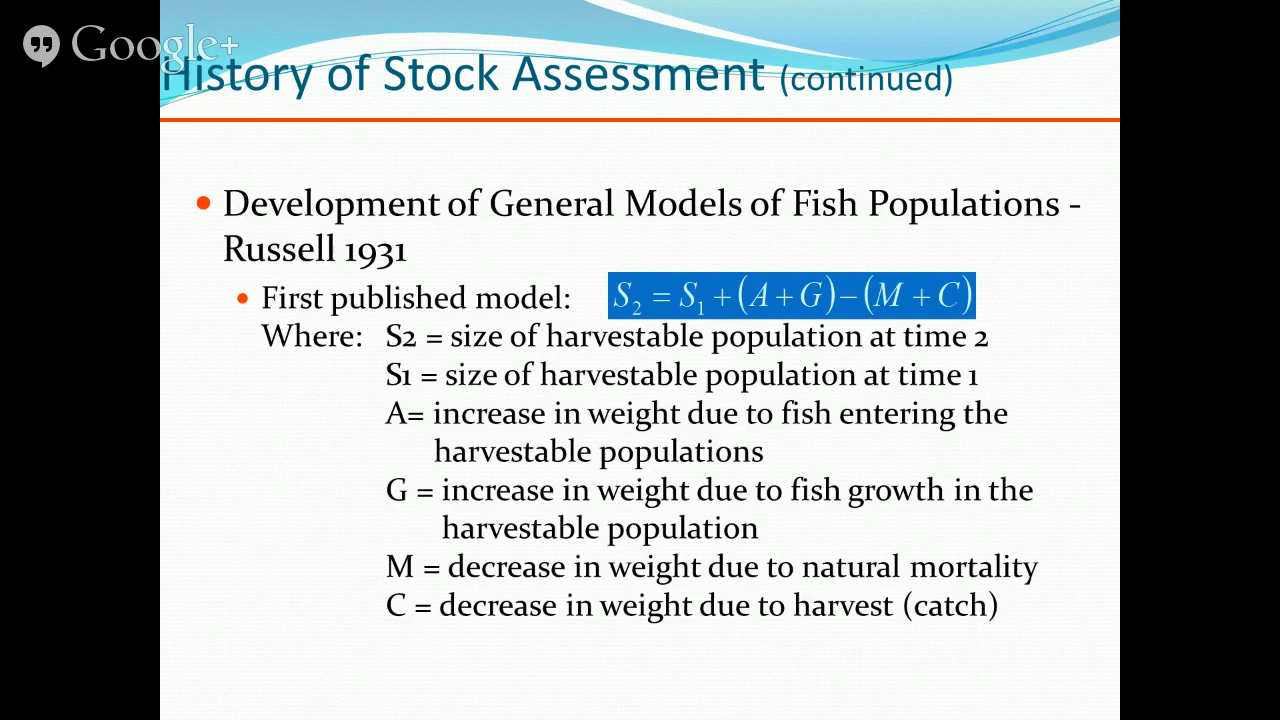 Google+
History of Stock Assessment (continued)
• Development of General Models of Fish Populations -
Russell 1931
• First published model: S₂ = S₁ + (A + G) − (M + C)
Where: S2 = size of harvestable population at time 2
S1 = size of harvestable population at time 1
A= increase in weight due to fish entering the
harvestable populations
G = increase in weight due to fish growth in the
harvestable population
M = decrease in weight due to natural mortality
C = decrease in weight due to harvest (catch)